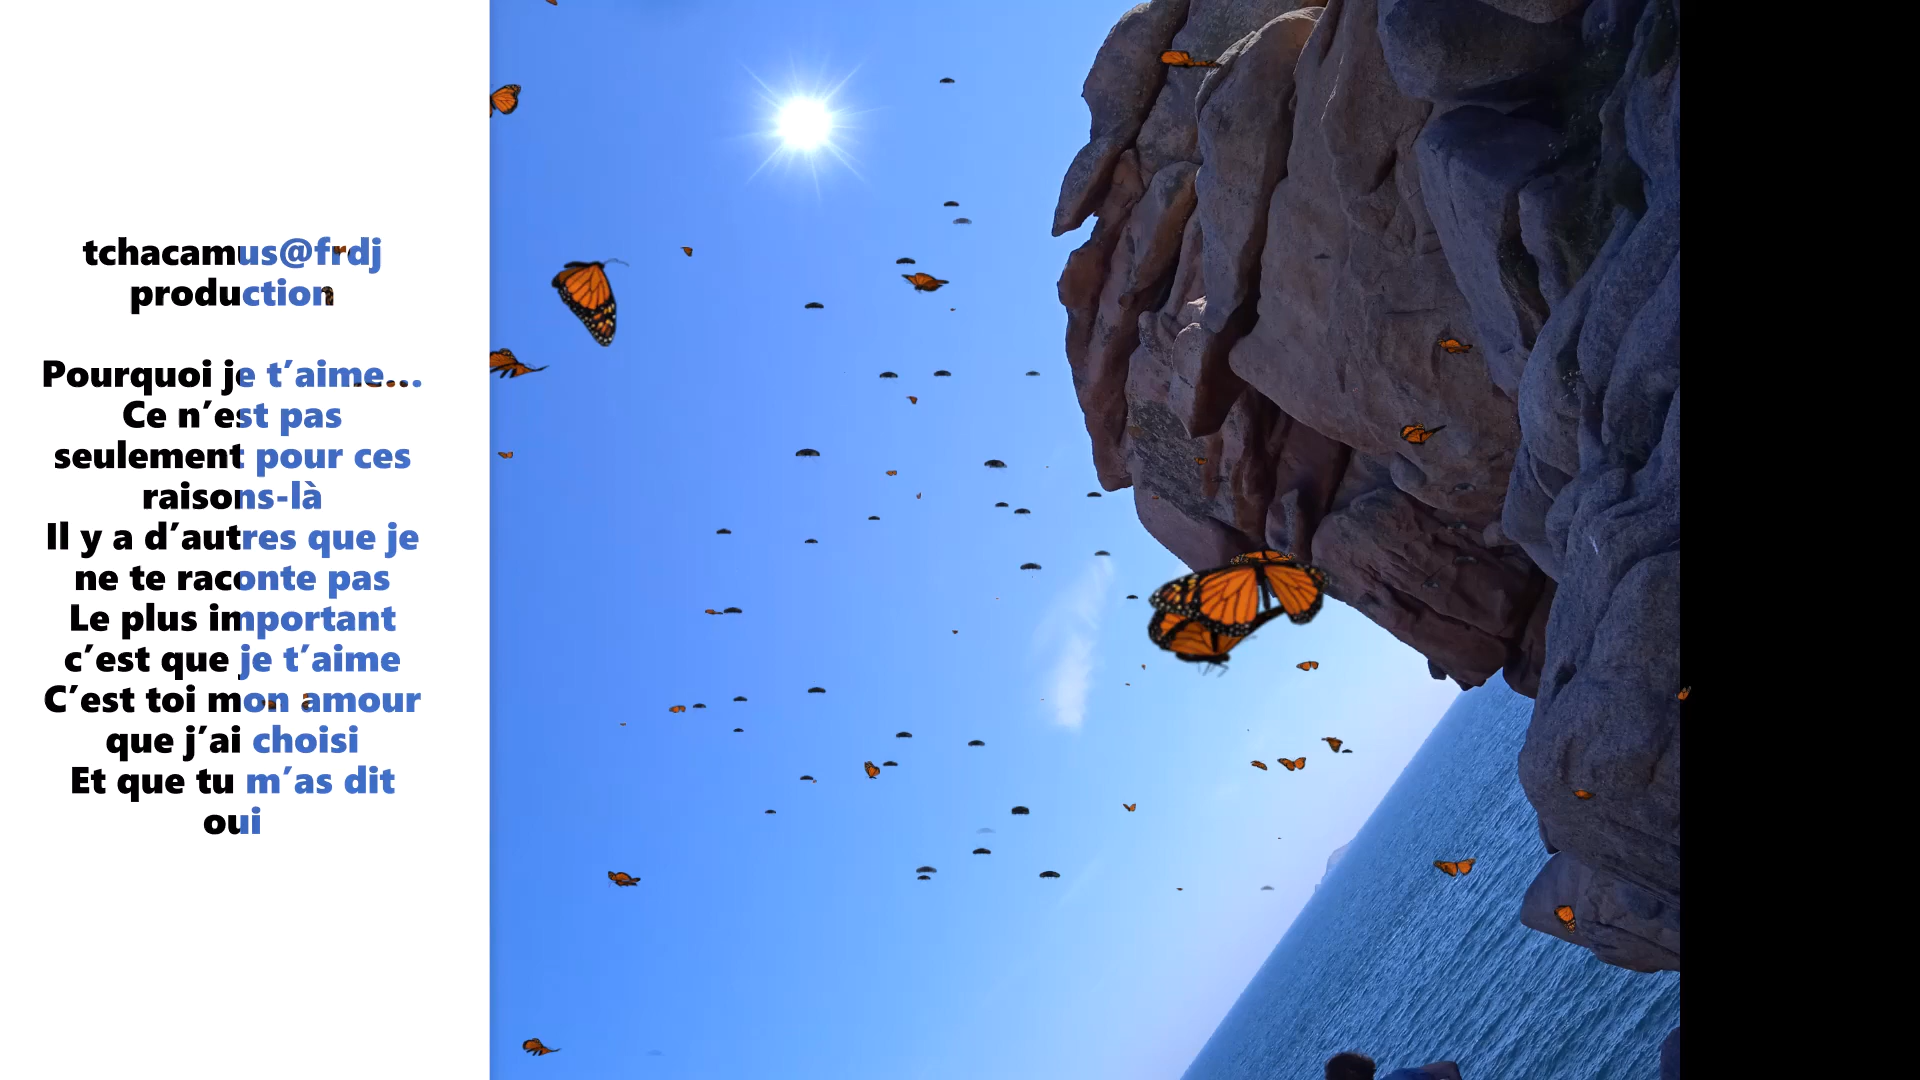 tchacamus@frdj
production
Pourquoi je t’aime...
Ce n’est pas
seulement pour ces
raisons-là
Il y a d’autres que je
ne te raconte pas
Le plus important
c’est que je t’aime
C’est toi mon amour
que j’ai choisi
Et que tu m’as dit
oui